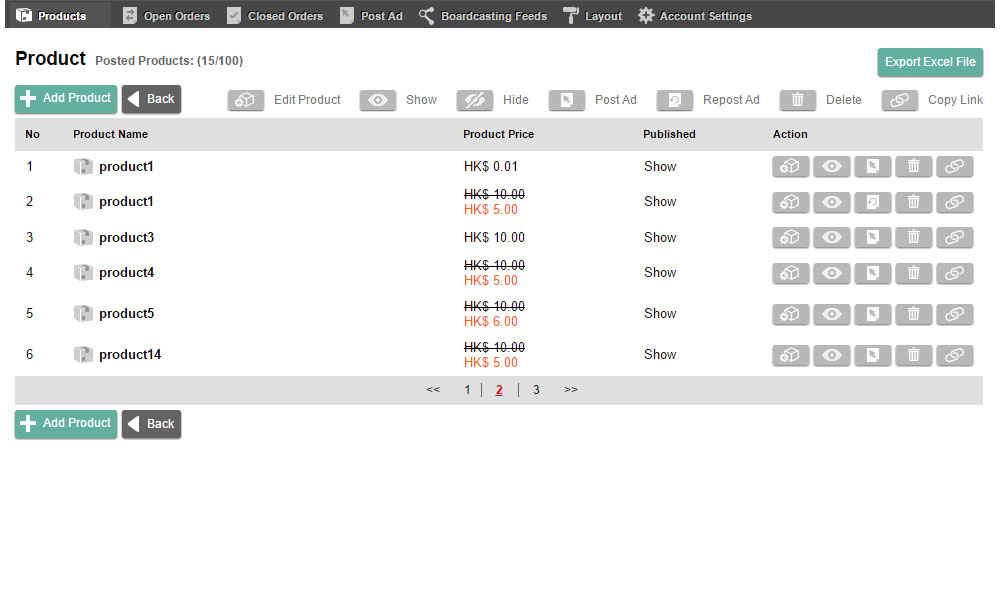 Products Open Orders Closed Orders Post Ad Boardcasting Feeds Layout Account Settings
Product Posted Products: (15/100) Export Excel File
Add Product Back Edit Product Show Hide Post Ad Repost Ad Delete Copy Link
No Product Name Product Price Published Action
1 product1 HK$ 0.01 Show
2 product1 HK$ 10.00 Show
HK$ 5.00
3 product3 HK$ 10.00 Show
4 product4 HK$ 10.00 Show
HK$ 5.00
5 product5 HK$ 10.00 Show
HK$ 6.00
6 product14 HK$ 10.00 Show
HK$ 5.00
<< 1 | 2 | 3 >>
Add Product Back